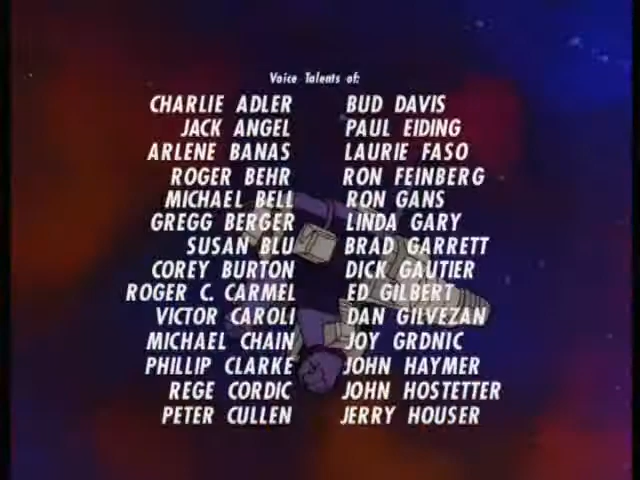 Voice Talents of:
CHARLIE ADLER BUD DAVIS
JACK ANGEL PAUL EIDING
ARLENE BANAS LAURIE FASO
ROGER BEHR RON FEINBERG
MICHAEL BELL RON GANS
GREGG BERGER LINDA GARY
SUSAN BLU BRAD GARRETT
COREY BURTON DICK GAUTIER
ROGER C. CARMEL ED GILBERT
VICTOR CAROLI DAN GILVEZAN
MICHAEL CHAIN JOY GRDNIC
PHILLIP CLARKE JOHN HAYMER
REGE CORDIC JOHN HOSTETTER
PETER CULLEN JERRY HOUSER